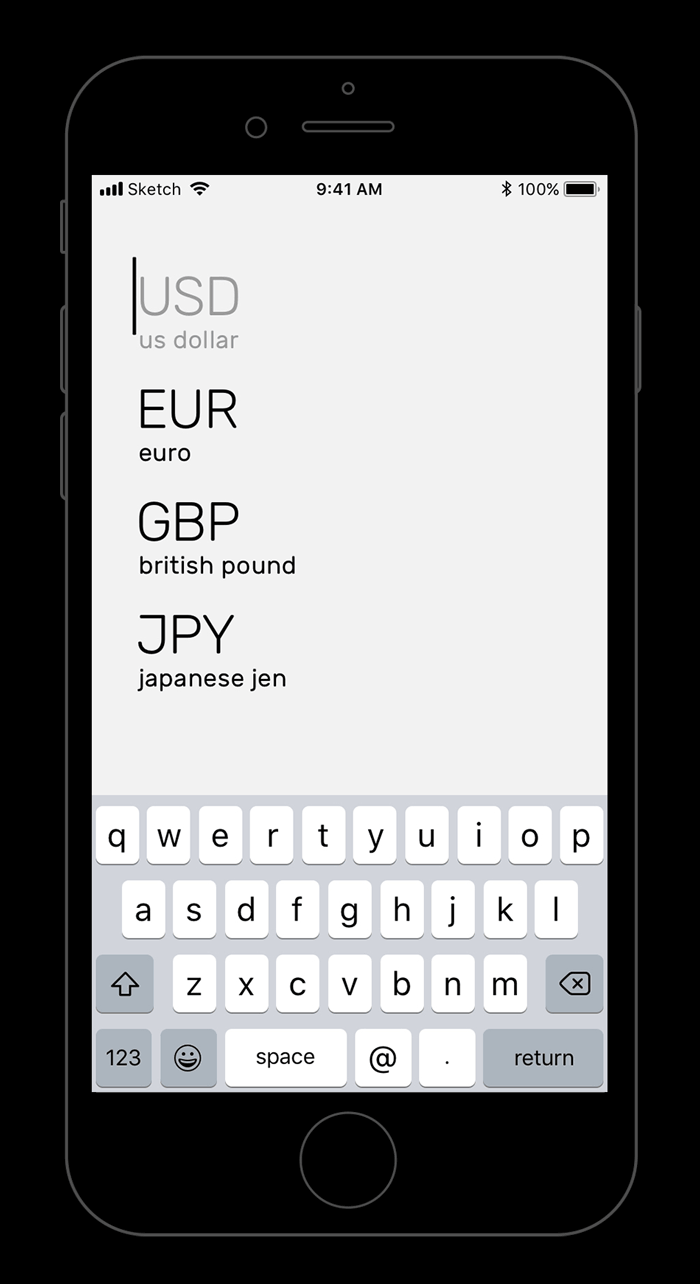 Sketch 9:41 AM 100%
USD
us dollar
EUR
euro
GBP
british pound
JPY
japanese jen
q w e r t y u i o p
a s d f g h j k l
z x c v b n m
123 space @ . return